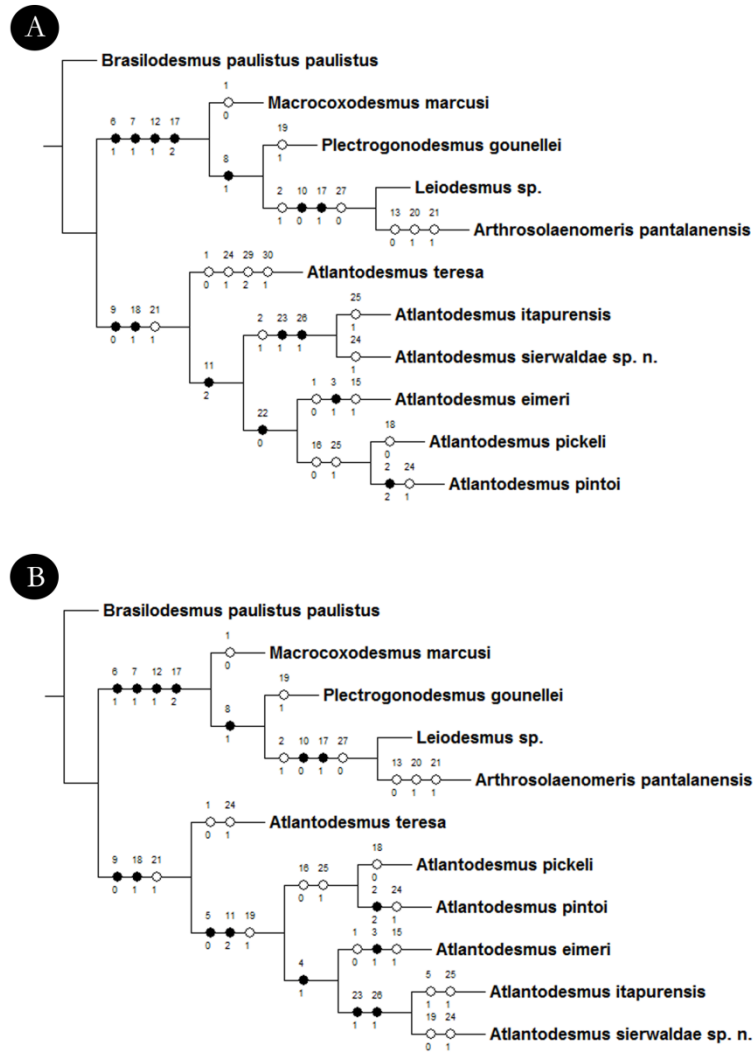 A
Brasilodesmus paulistus paulistus
1
0
Macrocoxodesmus marcusi
6 7 12 17
1 1 1 2
19
1
Plectrogonodesmus gounellei
8
1
Leiodesmus sp.
2 10 17 27
1 0 1 0
13 20 21
0 1 1
Arthrosolaenomeris pantalanensis
1 24 29 30
0 1 2 1
Atlantodesmus teresa
9 18 21
0 1 1
25
1
Atlantodesmus itapurensis
2 23 26
1 1 1
24
1
Atlantodesmus sierwaldae sp. n.
11
2
1 3 15
0 1 1
Atlantodesmus eimeri
22
0
18
0
Atlantodesmus pickeli
16 25
0 1
2 24
2 1
Atlantodesmus pintoi
B
Brasilodesmus paulistus paulistus
1
0
Macrocoxodesmus marcusi
6 7 12 17
1 1 1 2
19
1
Plectrogonodesmus gounellei
8
1
Leiodesmus sp.
2 10 17 27
1 0 1 0
13 20 21
0 1 1
Arthrosolaenomeris pantalanensis
1 24
0 1
Atlantodesmus teresa
9 18 21
0 1 1
18
0
Atlantodesmus pickeli
16 25
0 1
2 24
2 1
Atlantodesmus pintoi
5 11 19
0 2 1
1 3 15
0 1 1
Atlantodesmus eimeri
4
1
5 25
1 1
Atlantodesmus itapurensis
23 26
1 1
19 24
0 1
Atlantodesmus sierwaldae sp. n.